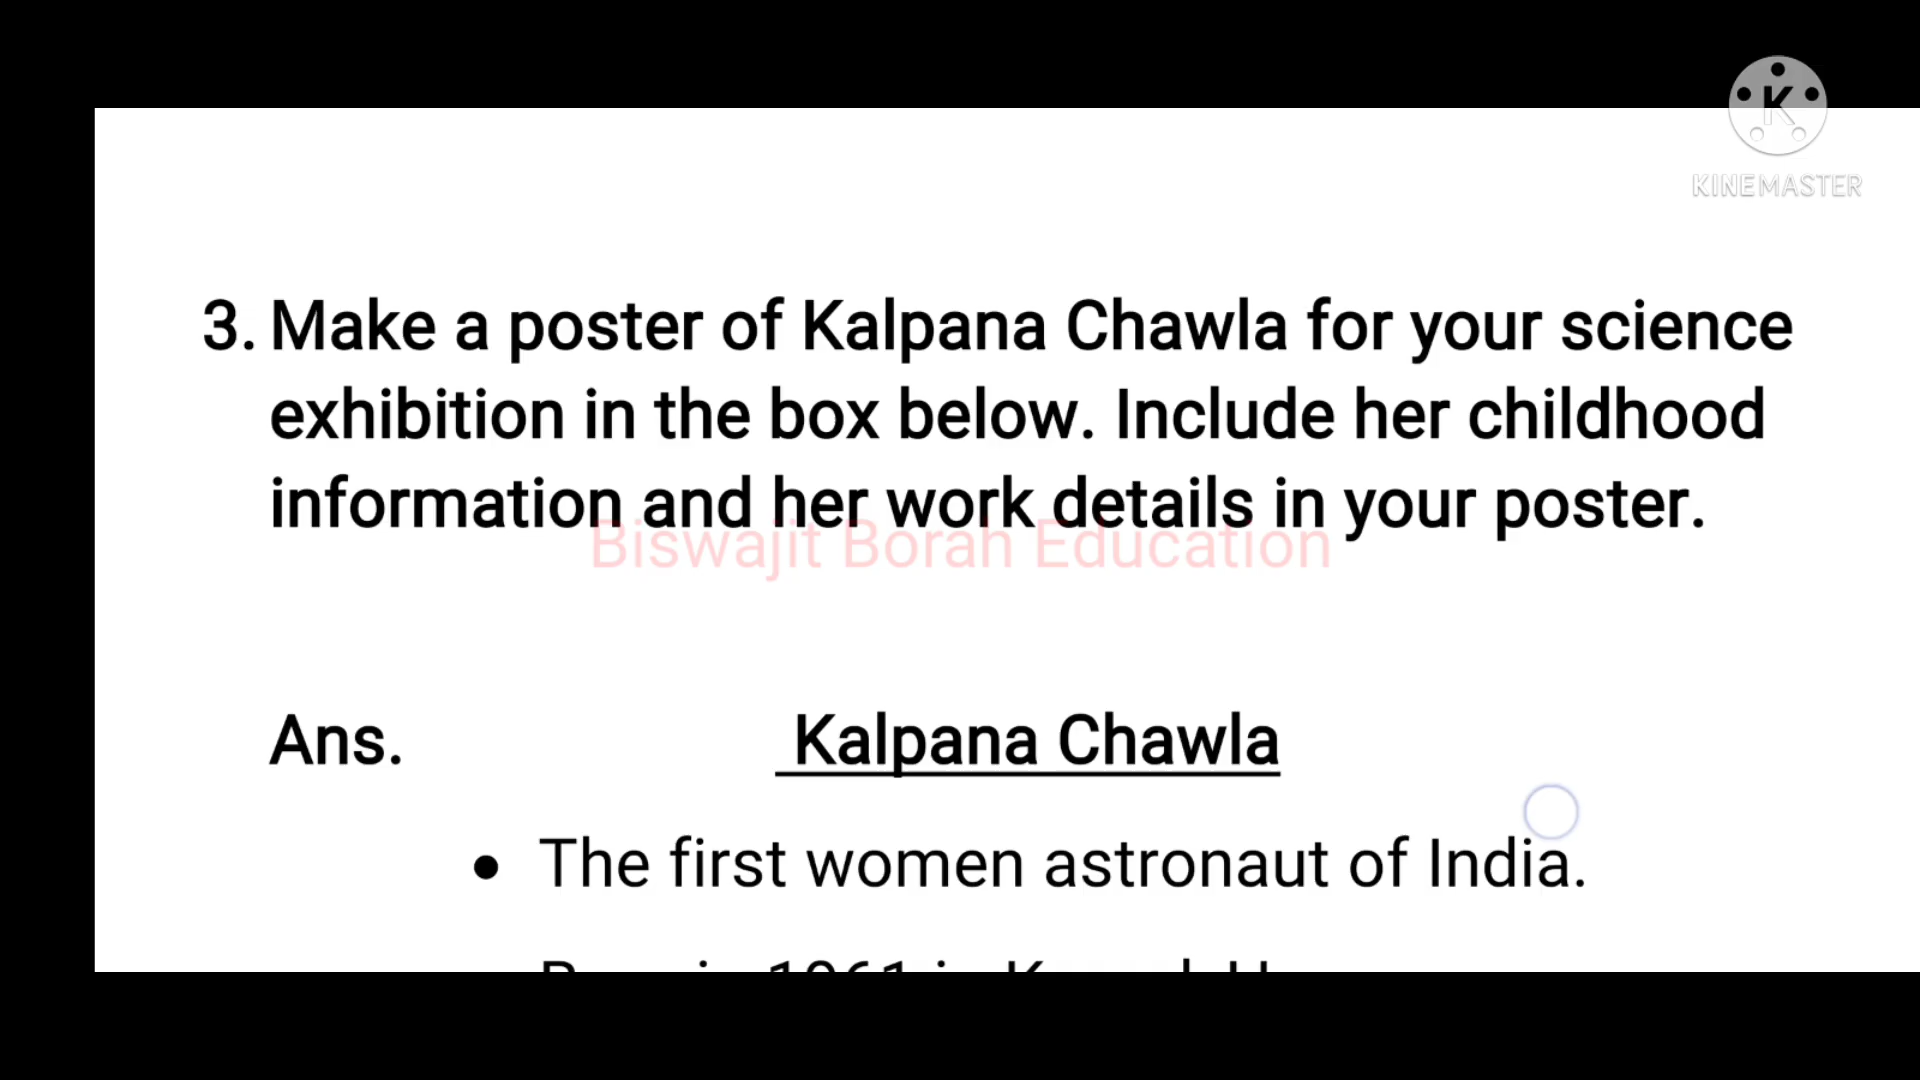 KINEMASTER
3. Make a poster of Kalpana Chawla for your science
exhibition in the box below. Include her childhood
information and her work details in your poster.
Biswajit Borah Education
Ans. Kalpana Chawla
• The first women astronaut of India.